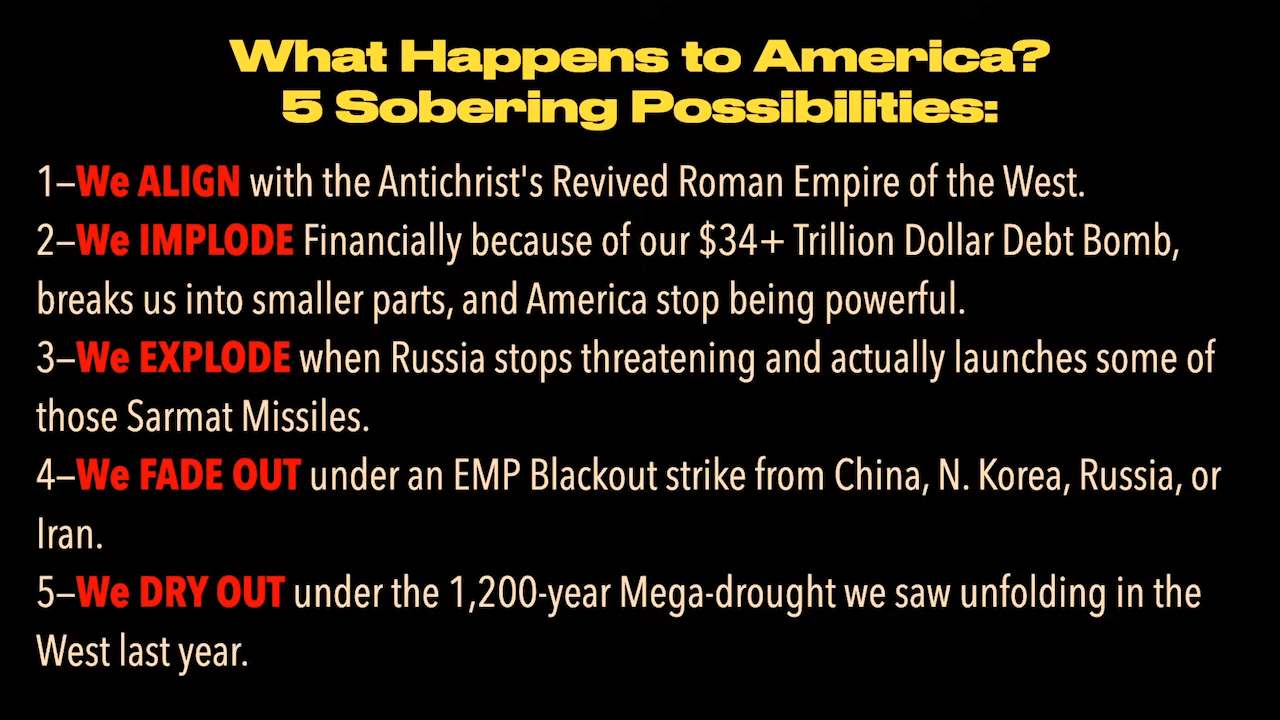 What Happens to America?
5 Sobering Possibilities:
1–We ALIGN with the Antichrist's Revived Roman Empire of the West.
2–We IMPLODE Financially because of our $34+ Trillion Dollar Debt Bomb,
breaks us into smaller parts, and America stop being powerful.
3–We EXPLODE when Russia stops threatening and actually launches some of
those Sarmat Missiles.
4–We FADE OUT under an EMP Blackout strike from China, N. Korea, Russia, or
Iran.
5–We DRY OUT under the 1,200-year Mega-drought we saw unfolding in the
West last year.